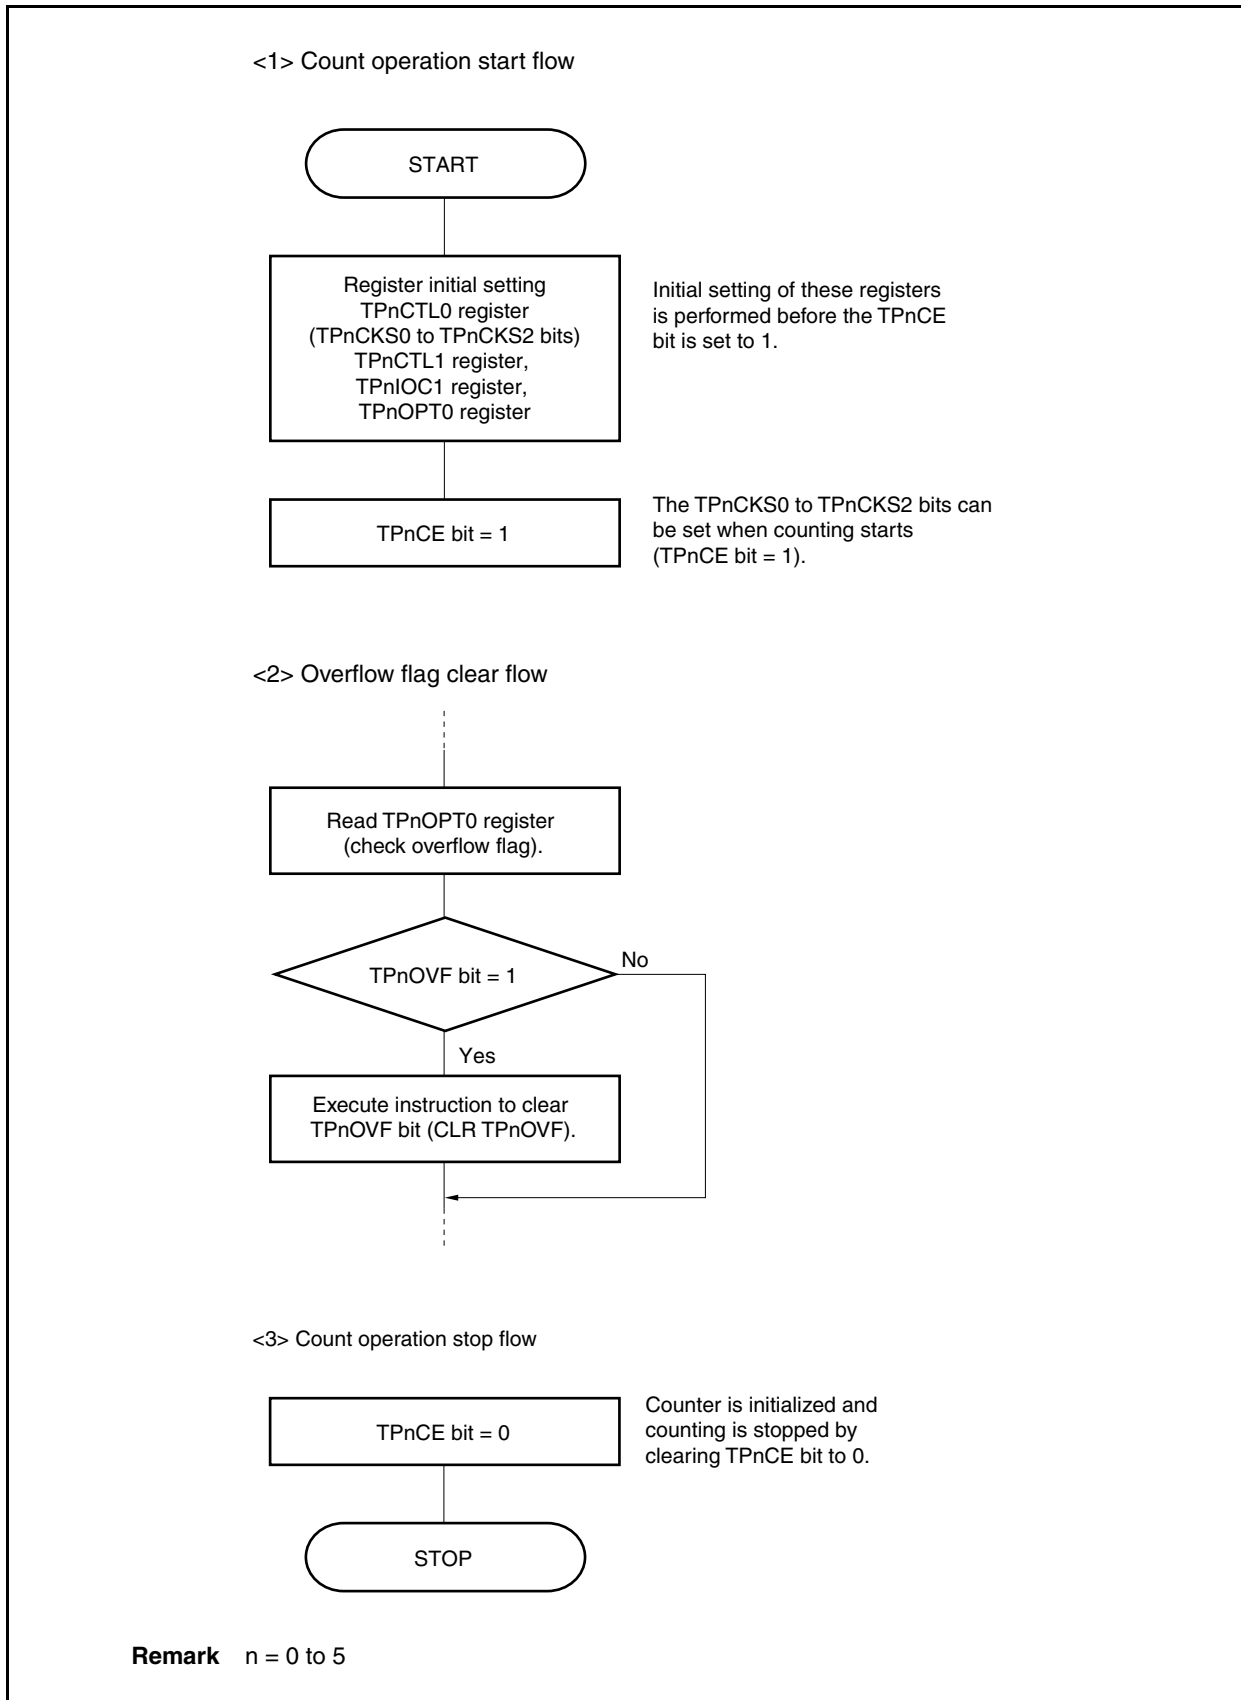 <1> Count operation start flow
START
Register initial setting
TPnCTL0 register
(TPnCKS0 to TPnCKS2 bits)
TPnCTL1 register,
TPnIOC1 register,
TPnOPT0 register
Initial setting of these registers
is performed before the TPnCE
bit is set to 1.
TPnCE bit = 1
The TPnCKS0 to TPnCKS2 bits can
be set when counting starts
(TPnCE bit = 1).
<2> Overflow flag clear flow
Read TPnOPT0 register
(check overflow flag).
TPnOVF bit = 1
No
Yes
Execute instruction to clear
TPnOVF bit (CLR TPnOVF).
<3> Count operation stop flow
TPnCE bit = 0
Counter is initialized and
counting is stopped by
clearing TPnCE bit to 0.
STOP
Remark n = 0 to 5